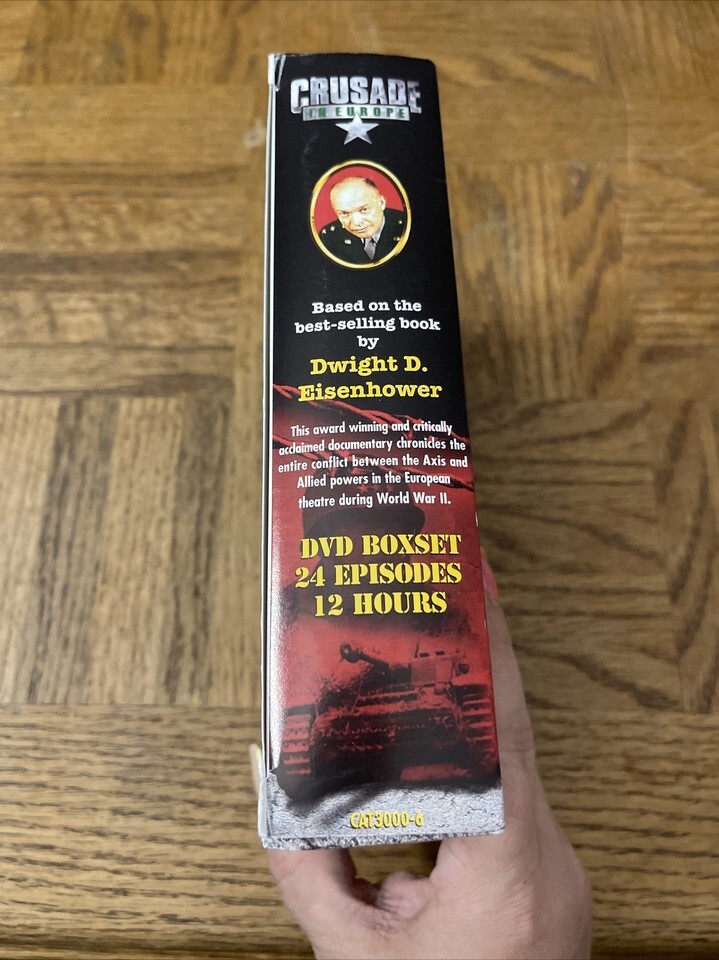 CRUSADE
IN EUROPE
Based on the
best-selling book
by
Dwight D.
Eisenhower
This award winning and critically
acclaimed documentary chronicles the
entire conflict between the Axis and
Allied powers in the European
theatre during World War II.
DVD BOXSET
24 EPISODES
12 HOURS
CAT3000-6